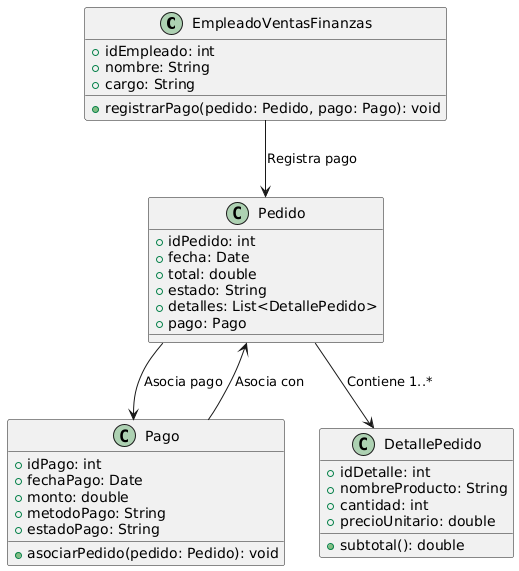 C EmpleadoVentasFinanzas
idEmpleado: int
nombre: String
cargo: String
registrarPago(pedido: Pedido, pago: Pago): void
Registra pago
C Pedido
idPedido: int
fecha: Date
total: double
estado: String
detalles: List<DetallePedido>
pago: Pago
Asocia pago
Asocia con
Contiene 1..*
C Pago
idPago: int
fechaPago: Date
monto: double
metodoPago: String
estadoPago: String
asociarPedido(pedido: Pedido): void
C DetallePedido
idDetalle: int
nombreProducto: String
cantidad: int
precioUnitario: double
subtotal(): double